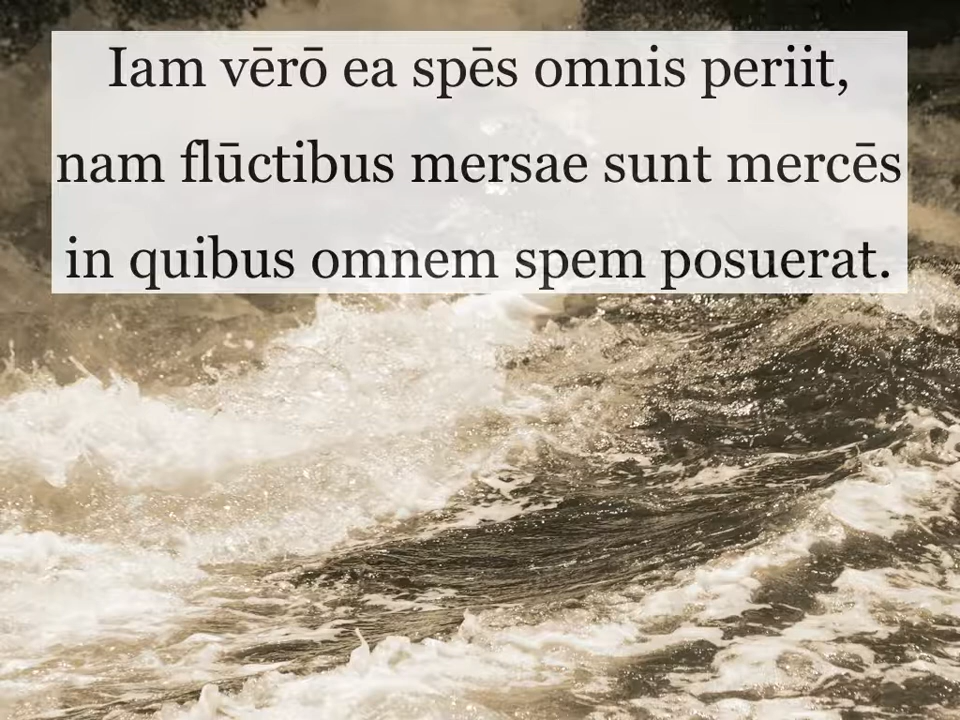 Iam vērō ea spēs omnis periit,
nam flūctibus mersae sunt mercēs
in quibus omnem spem posuerat.